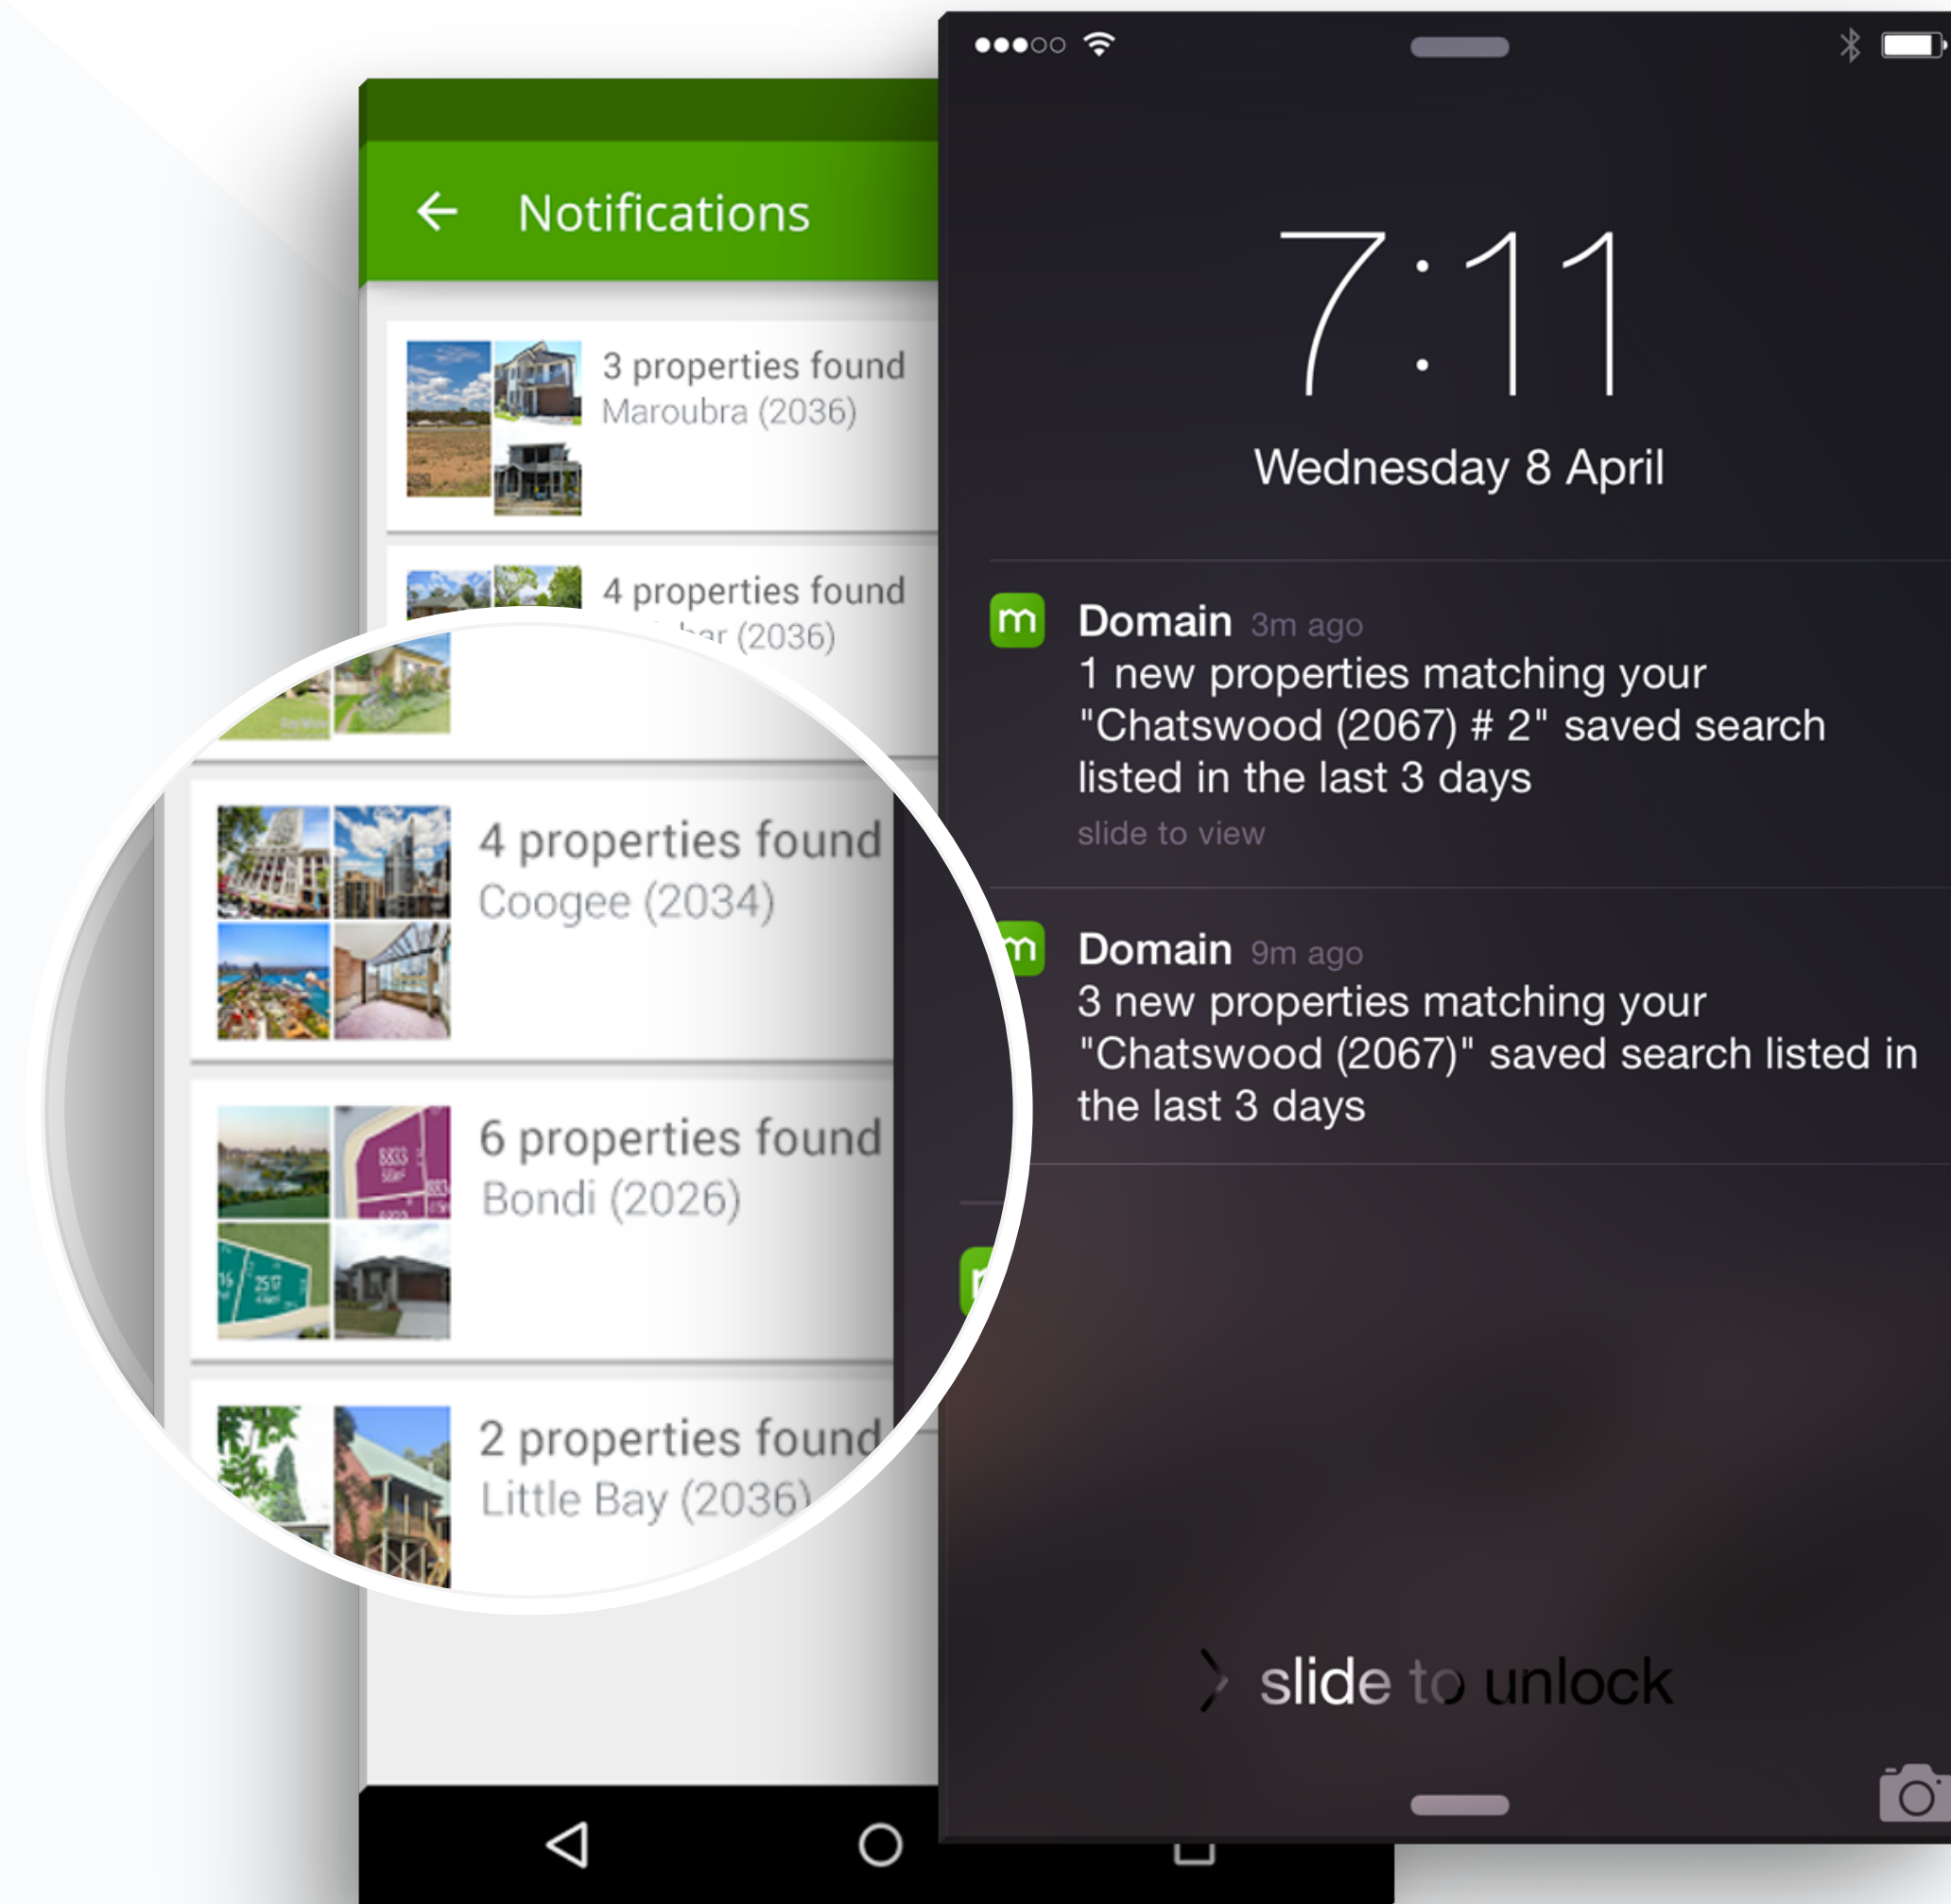 Notifications
3 properties found
Maroubra (2036)
4 properties found
(2036)
4 properties found
Coogee (2034)
6 properties found
Bondi (2026)
8833
2517
2 properties found
Little Bay (2036)
7:11
Wednesday 8 April
m
Domain 3m ago
1 new properties matching your
"Chatswood (2067) # 2" saved search
listed in the last 3 days
slide to view
m
Domain 9m ago
3 new properties matching your
"Chatswood (2067)" saved search listed in
the last 3 days
slide to unlock